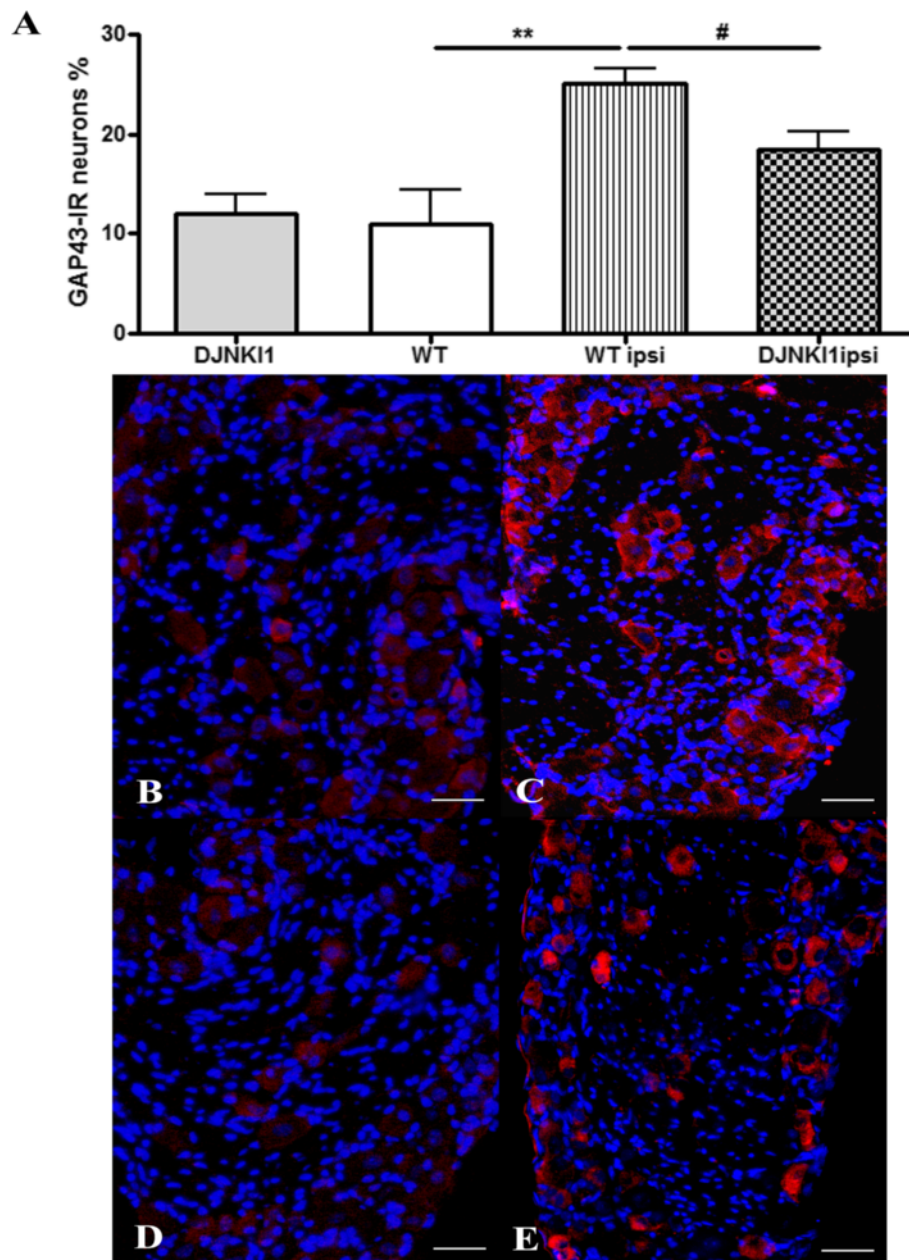 A
GAP43-IR neurons %
30
20
10
0
** #
DJNKI1 WT WT ipsi DJNKI1ipsi
B
C
D
E